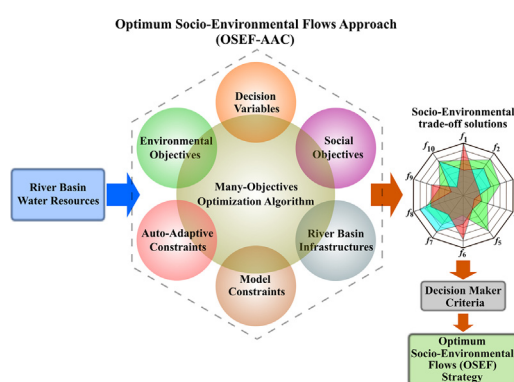 Optimum Socio-Environmental Flows Approach
(OSEF-AAC)
Decision
Variables
Environmental
Objectives
Social
Objectives
River Basin
Water Resources
Many-Objectives
Optimization Algorithm
Auto-Adaptive
Constraints
River Basin
Infrastructures
Model
Constraints
Socio-Environmental
trade-off solutions
f1
f2
f10
f9
f8
f7
f6
f5
Decision Maker
Criteria
Optimum
Socio-Environmental
Flows (OSEF)
Strategy